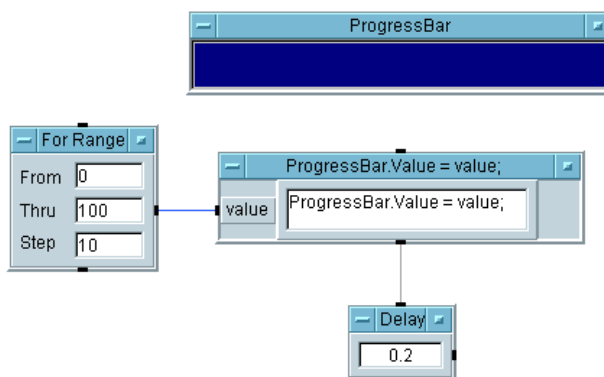 ProgressBar
For Range
From 0
Thru 100
Step 10
ProgressBar.Value = value;
value
ProgressBar.Value = value;
Delay
0.2